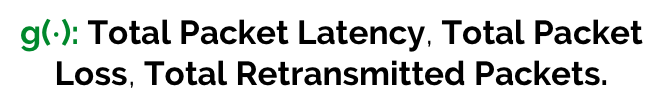 g(·): Total Packet Latency, Total Packet
Loss, Total Retransmitted Packets.